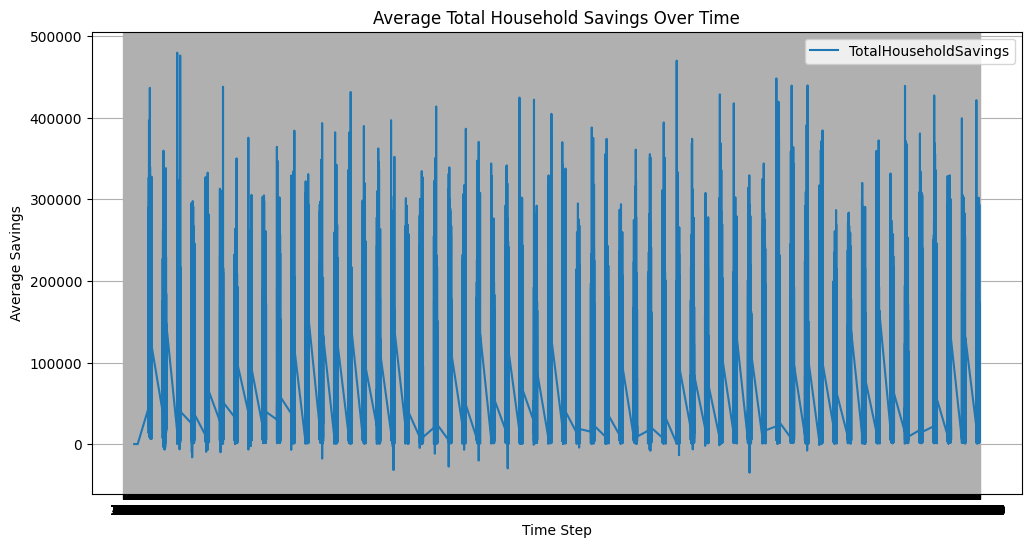 Average Total Household Savings Over Time
TotalHouseholdSavings
500000
400000
300000
200000
100000
0
Average Savings
Time Step